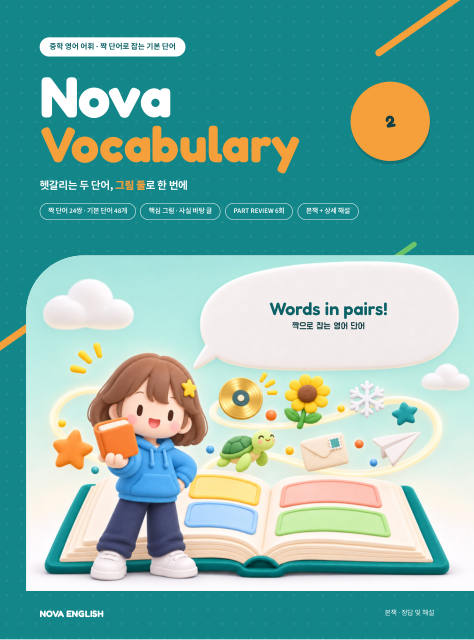 중학 영어 어휘 · 짝 단어로 잡는 기본 단어
Nova
Vocabulary
2
헷갈리는 두 단어, 그림 풀로 한 번에
짝 단어 24쌍 · 기본 단어 48개
핵심 그림 · 사실 바탕 글
PART REVIEW 6회
본책 + 상세 해설
Words in pairs!
짝으로 잡는 영어 단어
NOVA ENGLISH
본책 · 정답 및 해설